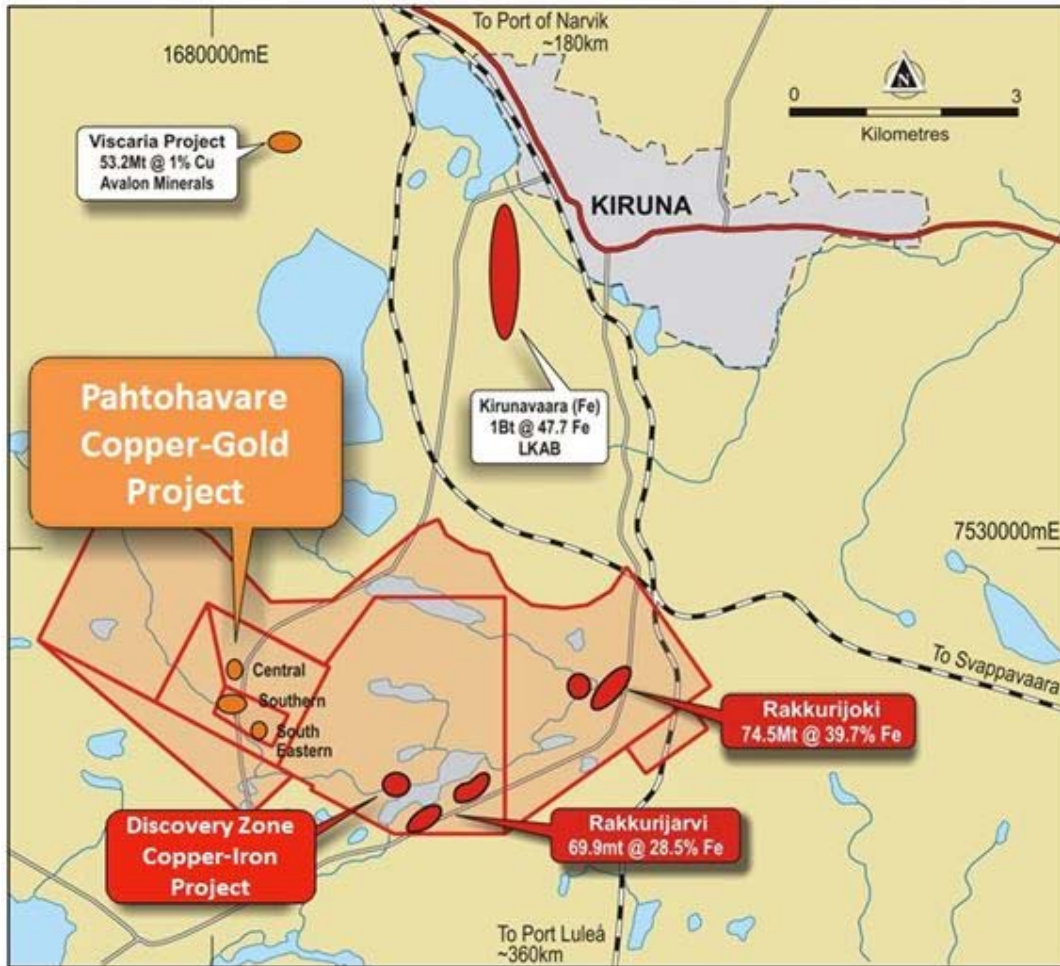 To Port of Narvik
~180km
1680000mE
N
0
3
Kilometres
Viscaria Project
53.2Mt @ 1% Cu
Avalon Minerals
KIRUNA
Kirunavaara (Fe)
1Bt @ 47.7 Fe
LKAB
Pahtohavare
Copper-Gold
Project
7530000mE
Central
Southern
South
Eastern
To Svappavaara
Rakkurijoki
74.5Mt @ 39.7% Fe
Discovery Zone
Copper-Iron
Project
Rakkurijarvi
69.9mt @ 28.5% Fe
To Port Luleå
~360km